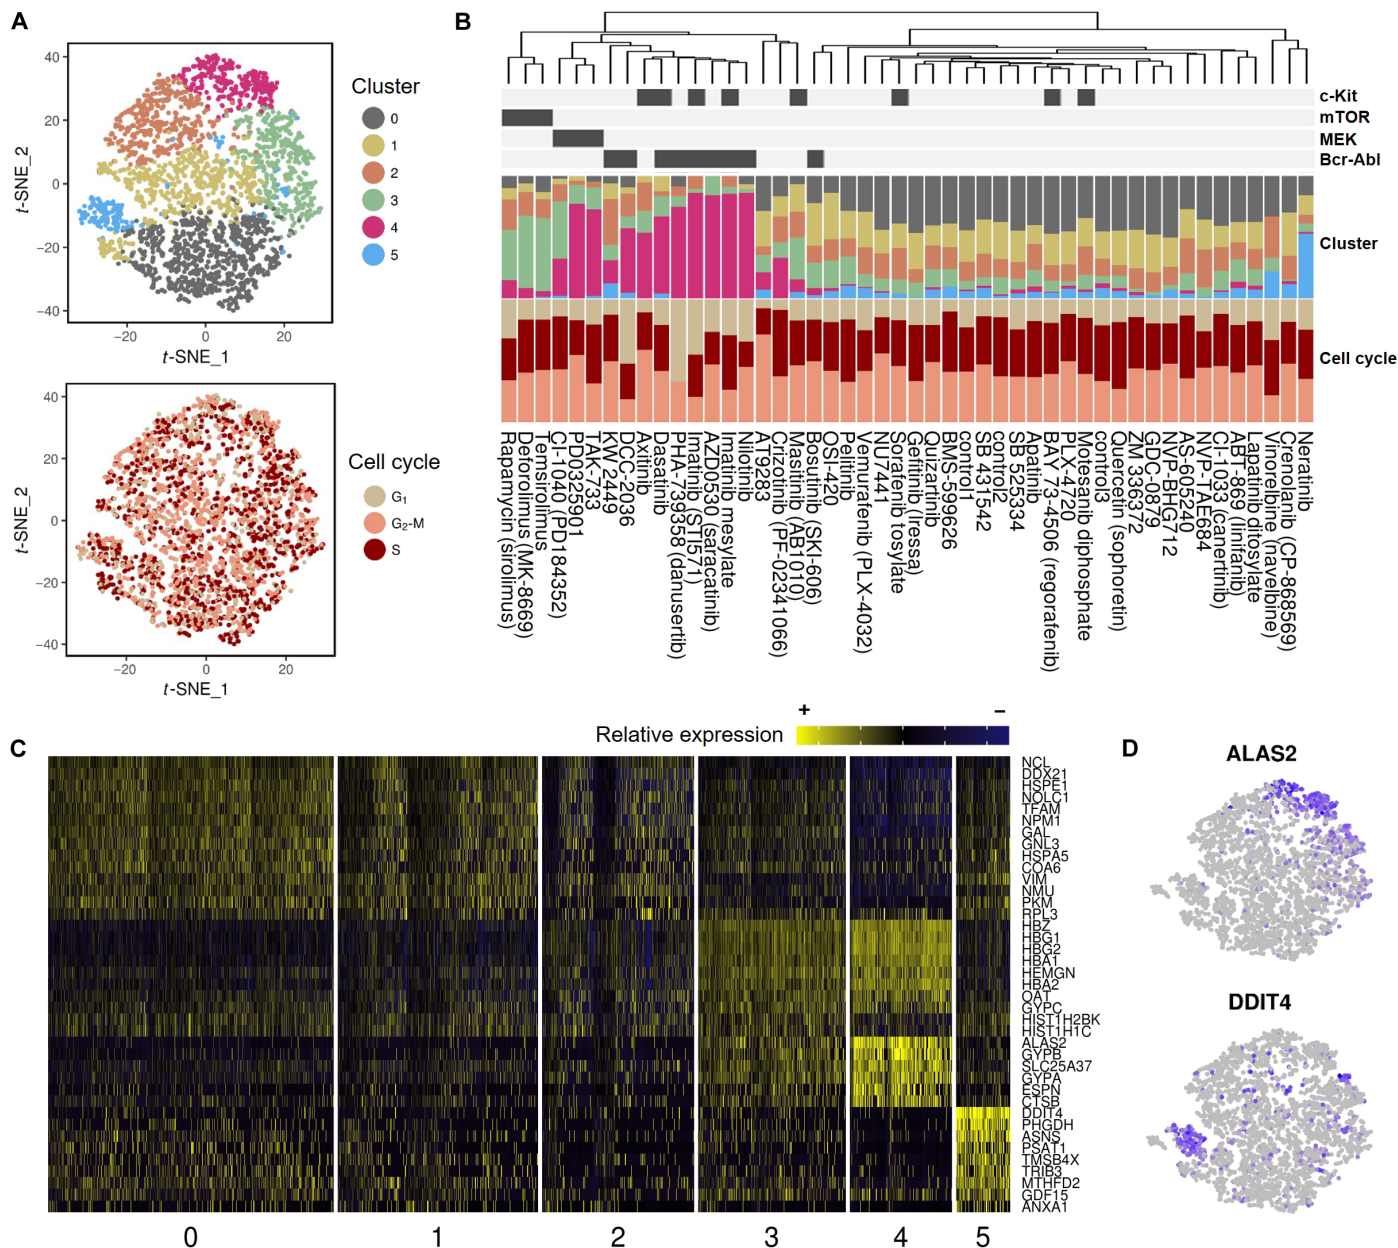 A
40
20
0
−20
−40
t-SNE_2
−20
0
20
t-SNE_1
Cluster
0
1
2
3
4
5
40
20
0
−20
−40
t-SNE_2
−20
0
20
t-SNE_1
Cell cycle
G1
G2-M
S
B
c-Kit
mTOR
MEK
Bcr-Abl
Cluster
Cell cycle
Rapamycin (sirolimus)
Deforolimus (MK-8669)
Temsirolimus
CI-1040 (PD184352)
PD0325901
TAK-733
KW 2449
DCC-2036
Axitinib
Dasatinib
PHA-739358 (danusertib)
Imatinib (STI571)
AZD0530 (saracatinib)
Imatinib mesylate
Nilotinib
AT9283
Crizotinib (PF-02341066)
Masitinib (AB1010)
Bosutinib (SKI-606)
OSI-420
Pelitinib
Vemurafenib (PLX-4032)
NU7441
Sorafenib tosylate
Gefitinib (Iressa)
Quizartinib
BMS-599626
control1
SB 431542
control2
SB 525334
Apatinib
BAY 73-4506 (regorafenib)
PLX-4720
Motesanib diphosphate
control3
Quercetin (sophoretin)
ZM 336372
GDC-0879
NVP-BHG712
AS-605240
NVP-TAE684
CI-1033 (canertinib)
ABT-869 (linifanib)
Lapatinib ditosylate
Vinorelbine (navelbine)
Crenolanib (CP-868569)
Neratinib
C
Relative expression
+
−
NCL
DDX21
HSPE1
NOLC1
TFAM
NPM1
GAL
GNL3
HSPA5
COA6
VIM
NMU
PKM
RPL3
HBZ
HBG1
HBG2
HBA1
HEMGN
HBA2
OAT
GYPC
HIST1H2BK
HIST1H1C
ALAS2
GYPB
SLC25A37
GYPA
ESPN
CTSB
DDIT4
PHGDH
ASNS
PSAT1
TMSB4X
TRIB3
MTHFD2
GDF15
ANXA1
0
1
2
3
4
5
D
ALAS2
DDIT4